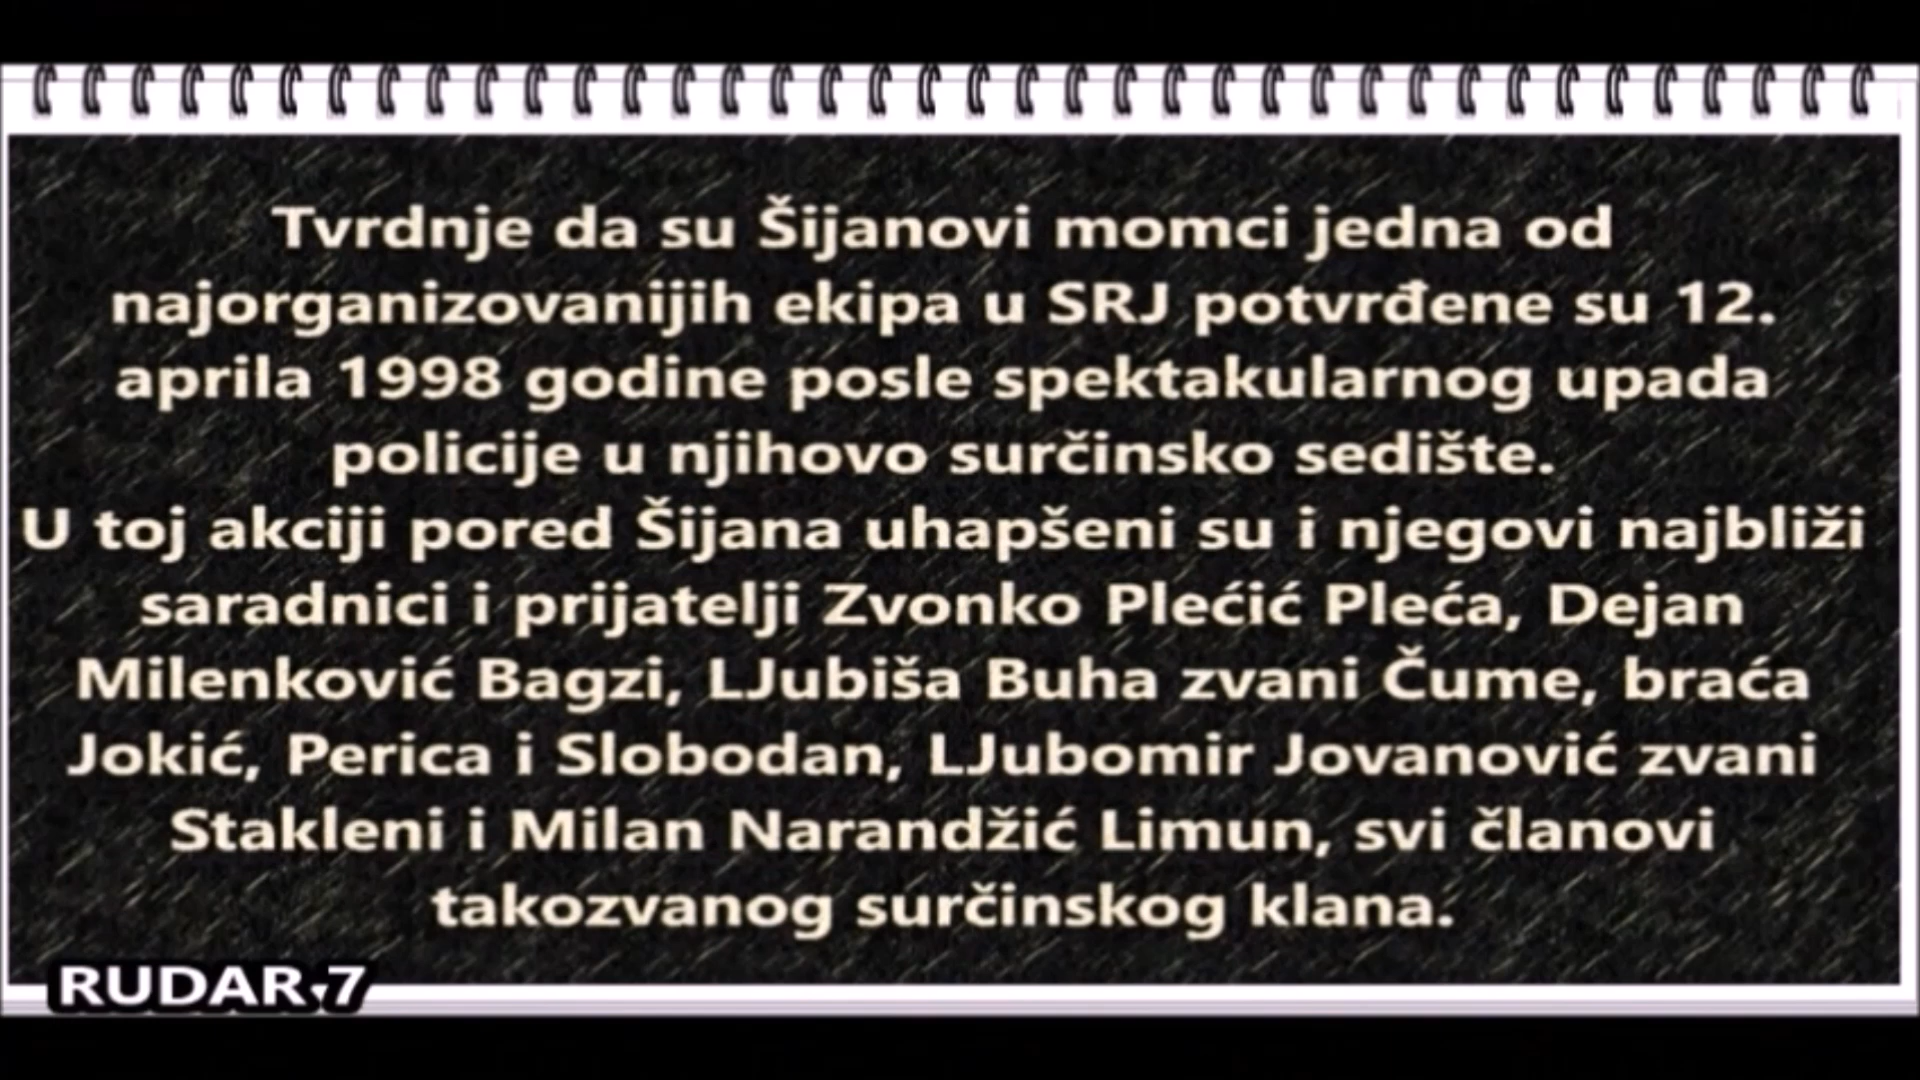 Tvrdnje da su Šijanovi momci jedna od
najorganizovanijih ekipa u SRJ potvrđene su 12.
aprila 1998 godine posle spektakularnog upada
policije u njihovo surčinsko sedište.
U toj akciji pored Šijana uhapšeni su i njegovi najbliži
saradnici i prijatelji Zvonko Plećić Pleća, Dejan
Milenković Bagzi, LJubiša Buha zvani Čume, braća
Jokić, Perica i Slobodan, LJubomir Jovanović zvani
Stakleni i Milan Narandžić Limun, svi članovi
takozvanog surčinskog klana.
RUDAR 7